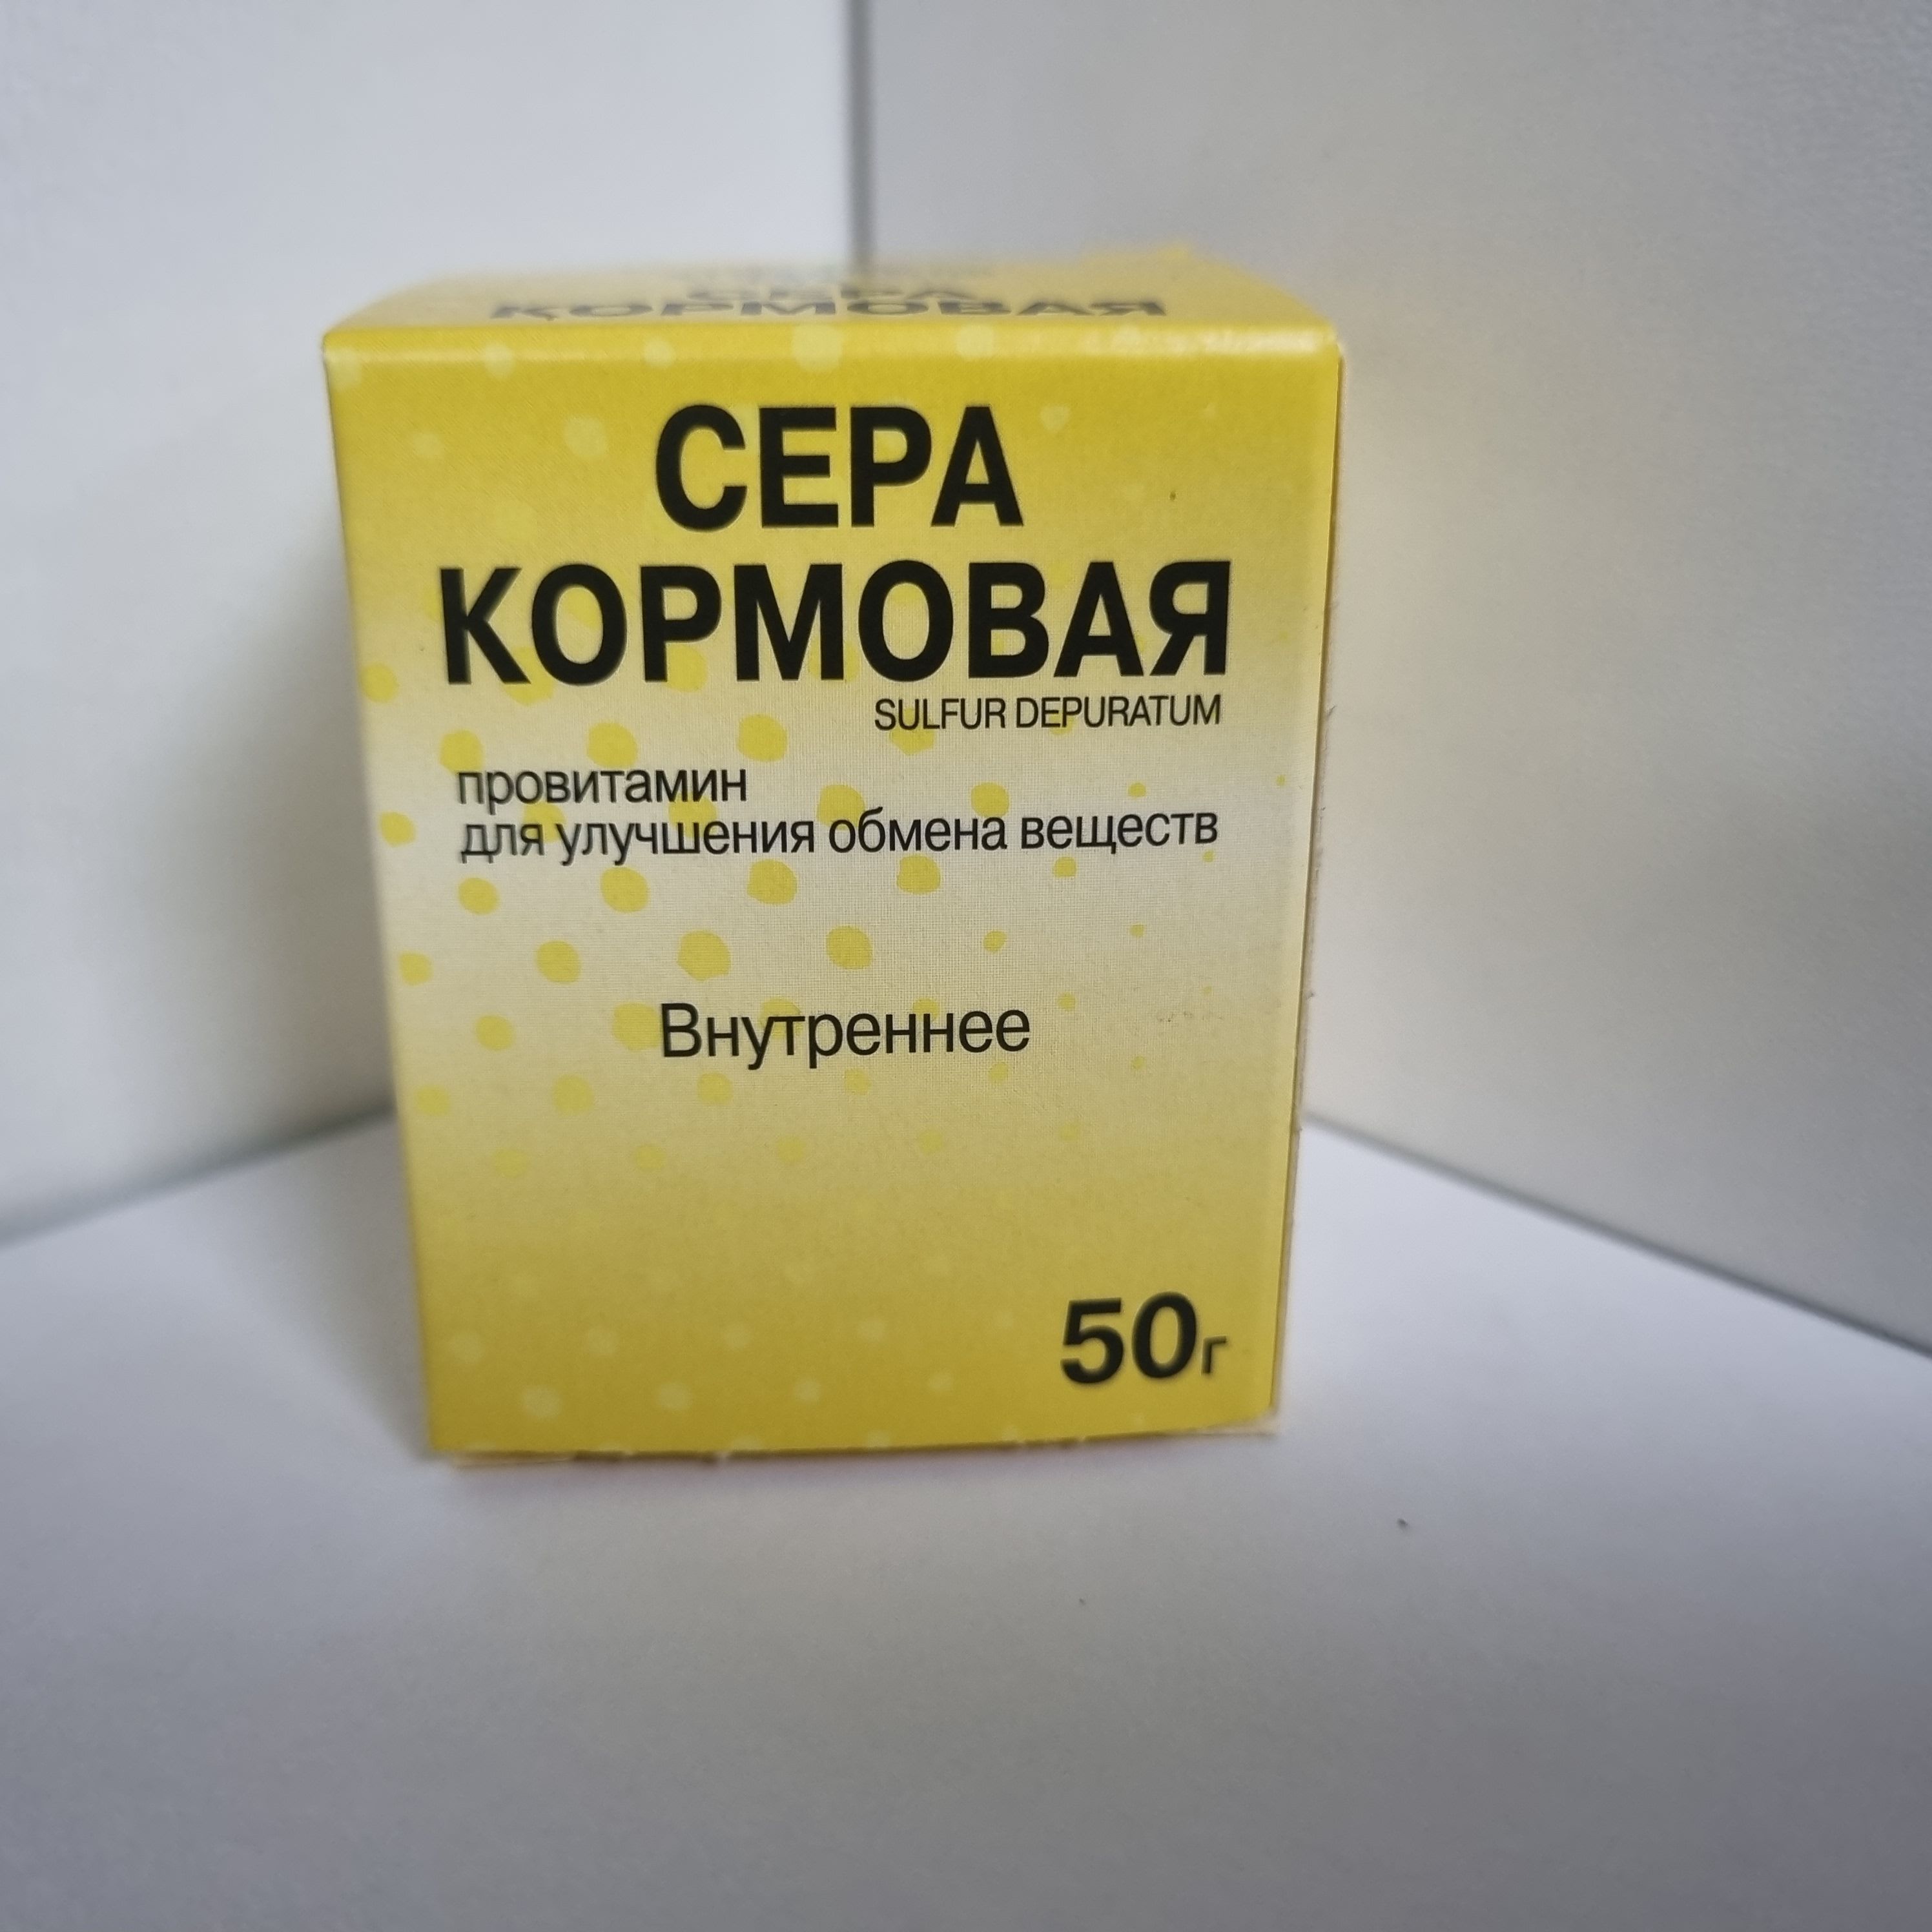 СЕРА
КОРМОВАЯ
СЕРА
КОРМОВАЯ
SULFUR DEPURATUM
провитамин
для улучшения обмена веществ
Внутреннее
50г